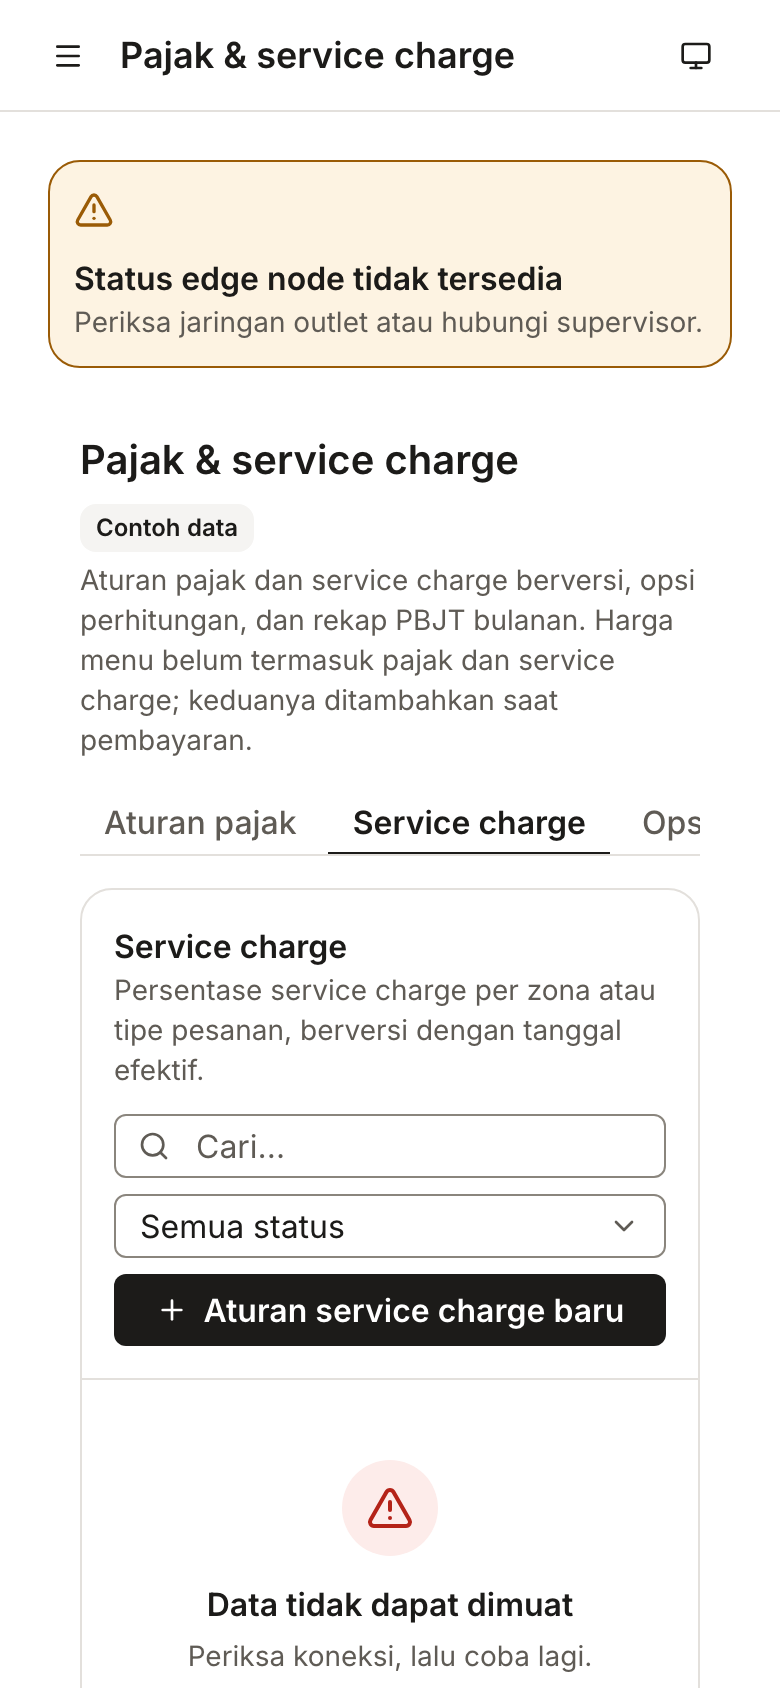 Pajak & service charge
Status edge node tidak tersedia
Periksa jaringan outlet atau hubungi supervisor.
Pajak & service charge
Contoh data
Aturan pajak dan service charge berversi, opsi
perhitungan, dan rekap PBJT bulanan. Harga
menu belum termasuk pajak dan service
charge; keduanya ditambahkan saat
pembayaran.
Aturan pajak
Service charge
Ops
Service charge
Persentase service charge per zona atau
tipe pesanan, berversi dengan tanggal
efektif.
Cari...
Semua status
Aturan service charge baru
Data tidak dapat dimuat
Periksa koneksi, lalu coba lagi.